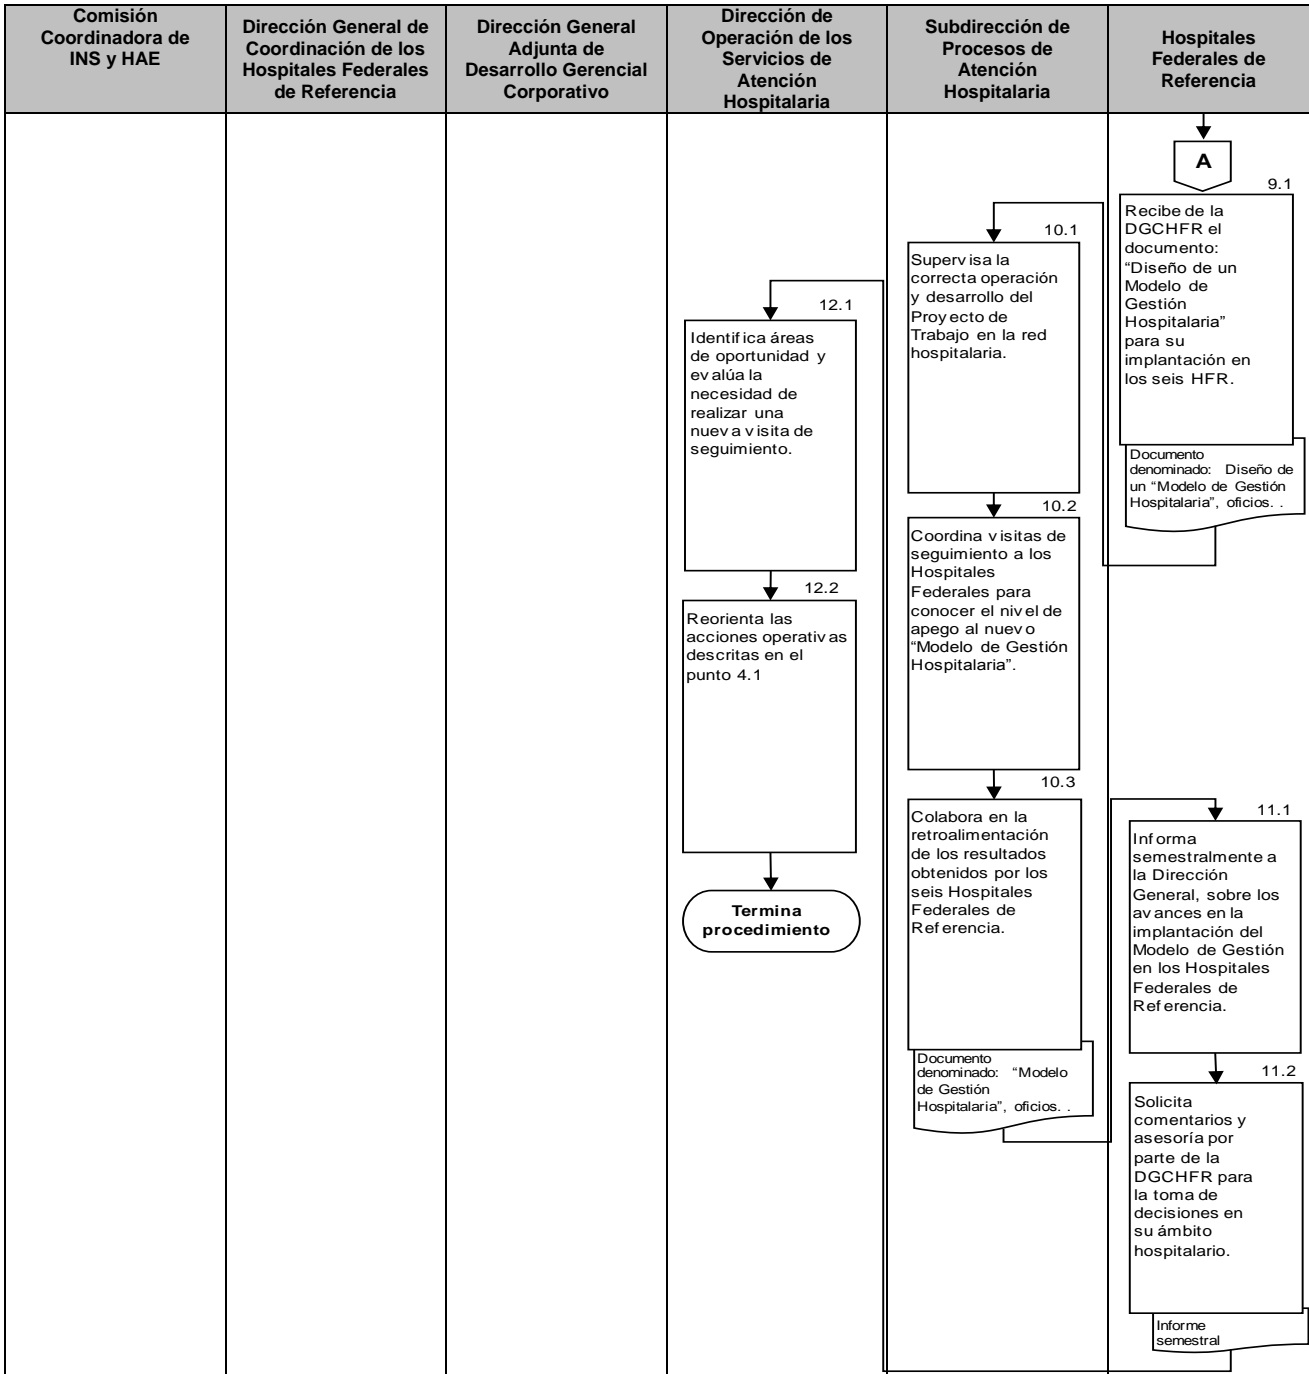 Comisión
Coordinadora de
INS y HAE
Dirección General de
Coordinación de los
Hospitales Federales
de Referencia
Dirección General
Adjunta de
Desarrollo Gerencial
Corporativo
Dirección de
Operación de los
Servicios de
Atención
Hospitalaria
Subdirección de
Procesos de
Atención
Hospitalaria
Hospitales
Federales de
Referencia
A
9.1
Recibe de la
DGCHFR el
documento:
“Diseño de un
Modelo de
Gestión
Hospitalaria”
para su
implantación en
los seis HFR.
Documento
denominado: Diseño de
un “Modelo de Gestión
Hospitalaria”, oficios. .
10.1
Supervisa la
correcta operación
y desarrollo del
Proyecto de
Trabajo en la red
hospitalaria.
10.2
Coordina visitas de
seguimiento a los
Hospitales
Federales para
conocer el nivel de
apego al nuevo
“Modelo de Gestión
Hospitalaria”.
10.3
Colabora en la
retroalimentación
de los resultados
obtenidos por los
seis Hospitales
Federales de
Referencia.
Documento
denominado: “Modelo
de Gestión
Hospitalaria”, oficios. .
11.1
Informa
semestralmente a
la Dirección
General, sobre los
avances en la
implantación del
Modelo de Gestión
en los Hospitales
Federales de
Referencia.
11.2
Solicita
comentarios y
asesoría por
parte de la
DGCHFR para
la toma de
decisiones en
su ámbito
hospitalario.
Informe
semestral
12.1
Identifica áreas
de oportunidad y
evalúa la
necesidad de
realizar una
nueva visita de
seguimiento.
12.2
Reorienta las
acciones operativas
descritas en el
punto 4.1
Termina
procedimiento